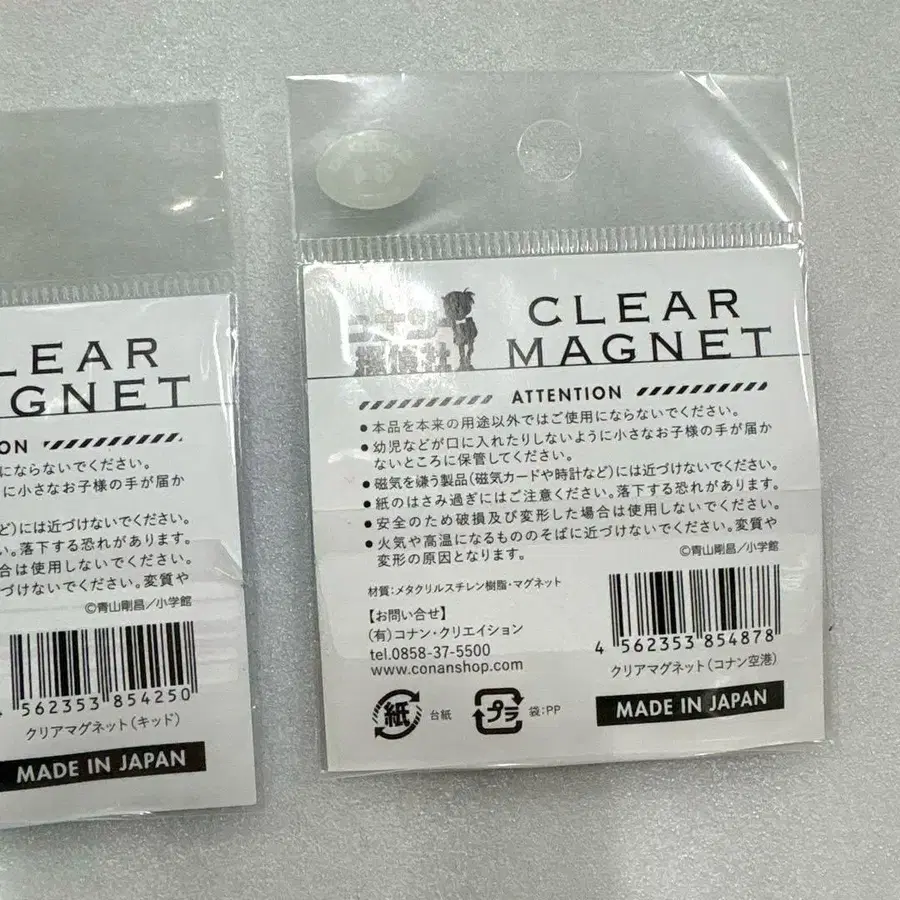 LEAR
GNET
ON
にならないでください。
に小さなお子様の手が届か
ど)には近づけないでください。
い。落下する恐れがあります。
合は使用しないでください。
づけないでください。変質や
©青山剛昌/小学館
562353 854250
クリアマグネット(キッド)
MADE IN JAPAN
コナン
探偵社
CLEAR
MAGNET
ATTENTION
●本品を本来の用途以外ではご使用にならないでください。
●幼児などが口に入れたりしないように小さなお子様の手が届か
ないところに保管してください。
●磁気を嫌う製品(磁気カードや時計など)には近づけないでください。
●紙のはさみ過ぎにはご注意ください。落下する恐れがあります。
●安全のため破損及び変形した場合は使用しないでください。
●火気や高温になるもののそばに近づけないでください。変質や
変形の原因となります。
©青山剛昌/小学館
材質:メタクリルスチレン樹脂・マグネット
【お問い合せ】
(有)コナン・クリエイション
tel.0858-37-5500
www.conanshop.com
4 562353 854878
クリアマグネット(コナン空港)
紙 台紙
プラ 袋:PP
MADE IN JAPAN